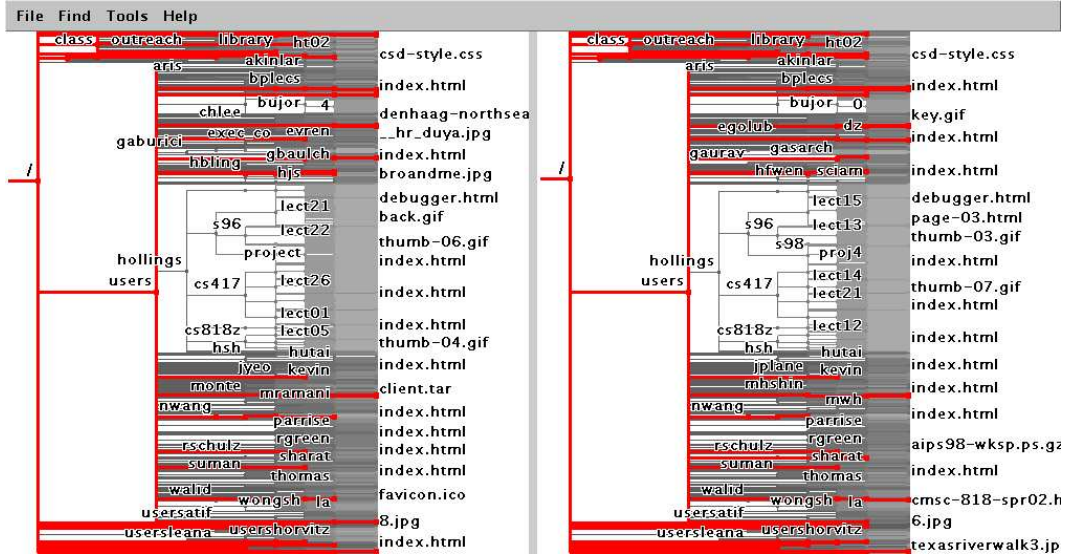 File Find Tools Help
class outreach library ht02
csd-style.css
aris akinlar
bplecs
index.html
chlee bujor 4
denhaag-northsea
gaburici exec_co evren
__hr_duya.jpg
hbling gbaulch
index.html
/
hjs
broandme.jpg
debugger.html
lect21
back.gif
s96 lect22
thumb-06.gif
project
hollings
index.html
users cs417 lect26
index.html
lect01
index.html
cs818z lect05
thumb-04.gif
hsh hutai
jyeo kevin
index.html
monte mramani
client.tar
nwang
index.html
parrise
index.html
rschulz rgreen
sharat
index.html
suman
thomas
index.html
walid wongsh la
favicon.ico
usersatif
8.jpg
usersleana usershorvitz
index.html
class outreach library ht02
csd-style.css
aris akinlar
bplecs
index.html
bujor 0
key.gif
egolub dz
index.html
gaurav gasarch
index.html
/
hfwen sciam
index.html
debugger.html
lect15
page-03.html
s96 lect13
thumb-03.gif
s98 proj4
hollings
index.html
users cs417 lect14
thumb-07.gif
lect21
index.html
cs818z lect12
index.html
hsh hutai
jplane kevin
index.html
mhshin
index.html
nwang mwh
index.html
parrise
rschulz rgreen
aips98-wksp.ps.gz
sharat
suman
index.html
thomas
walid wongsh la
cmsc-818-spr02.h
usersatif
6.jpg
usersleana usershorvitz
texasriverwalk3.jp